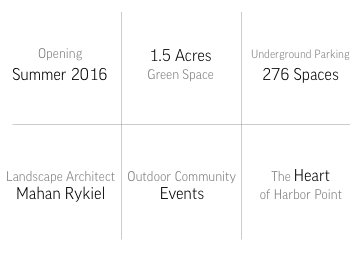 Opening
Summer 2016
1.5 Acres
Green Space
Underground Parking
276 Spaces
Landscape Architect
Mahan Rykiel
Outdoor Community
Events
The Heart
of Harbor Point